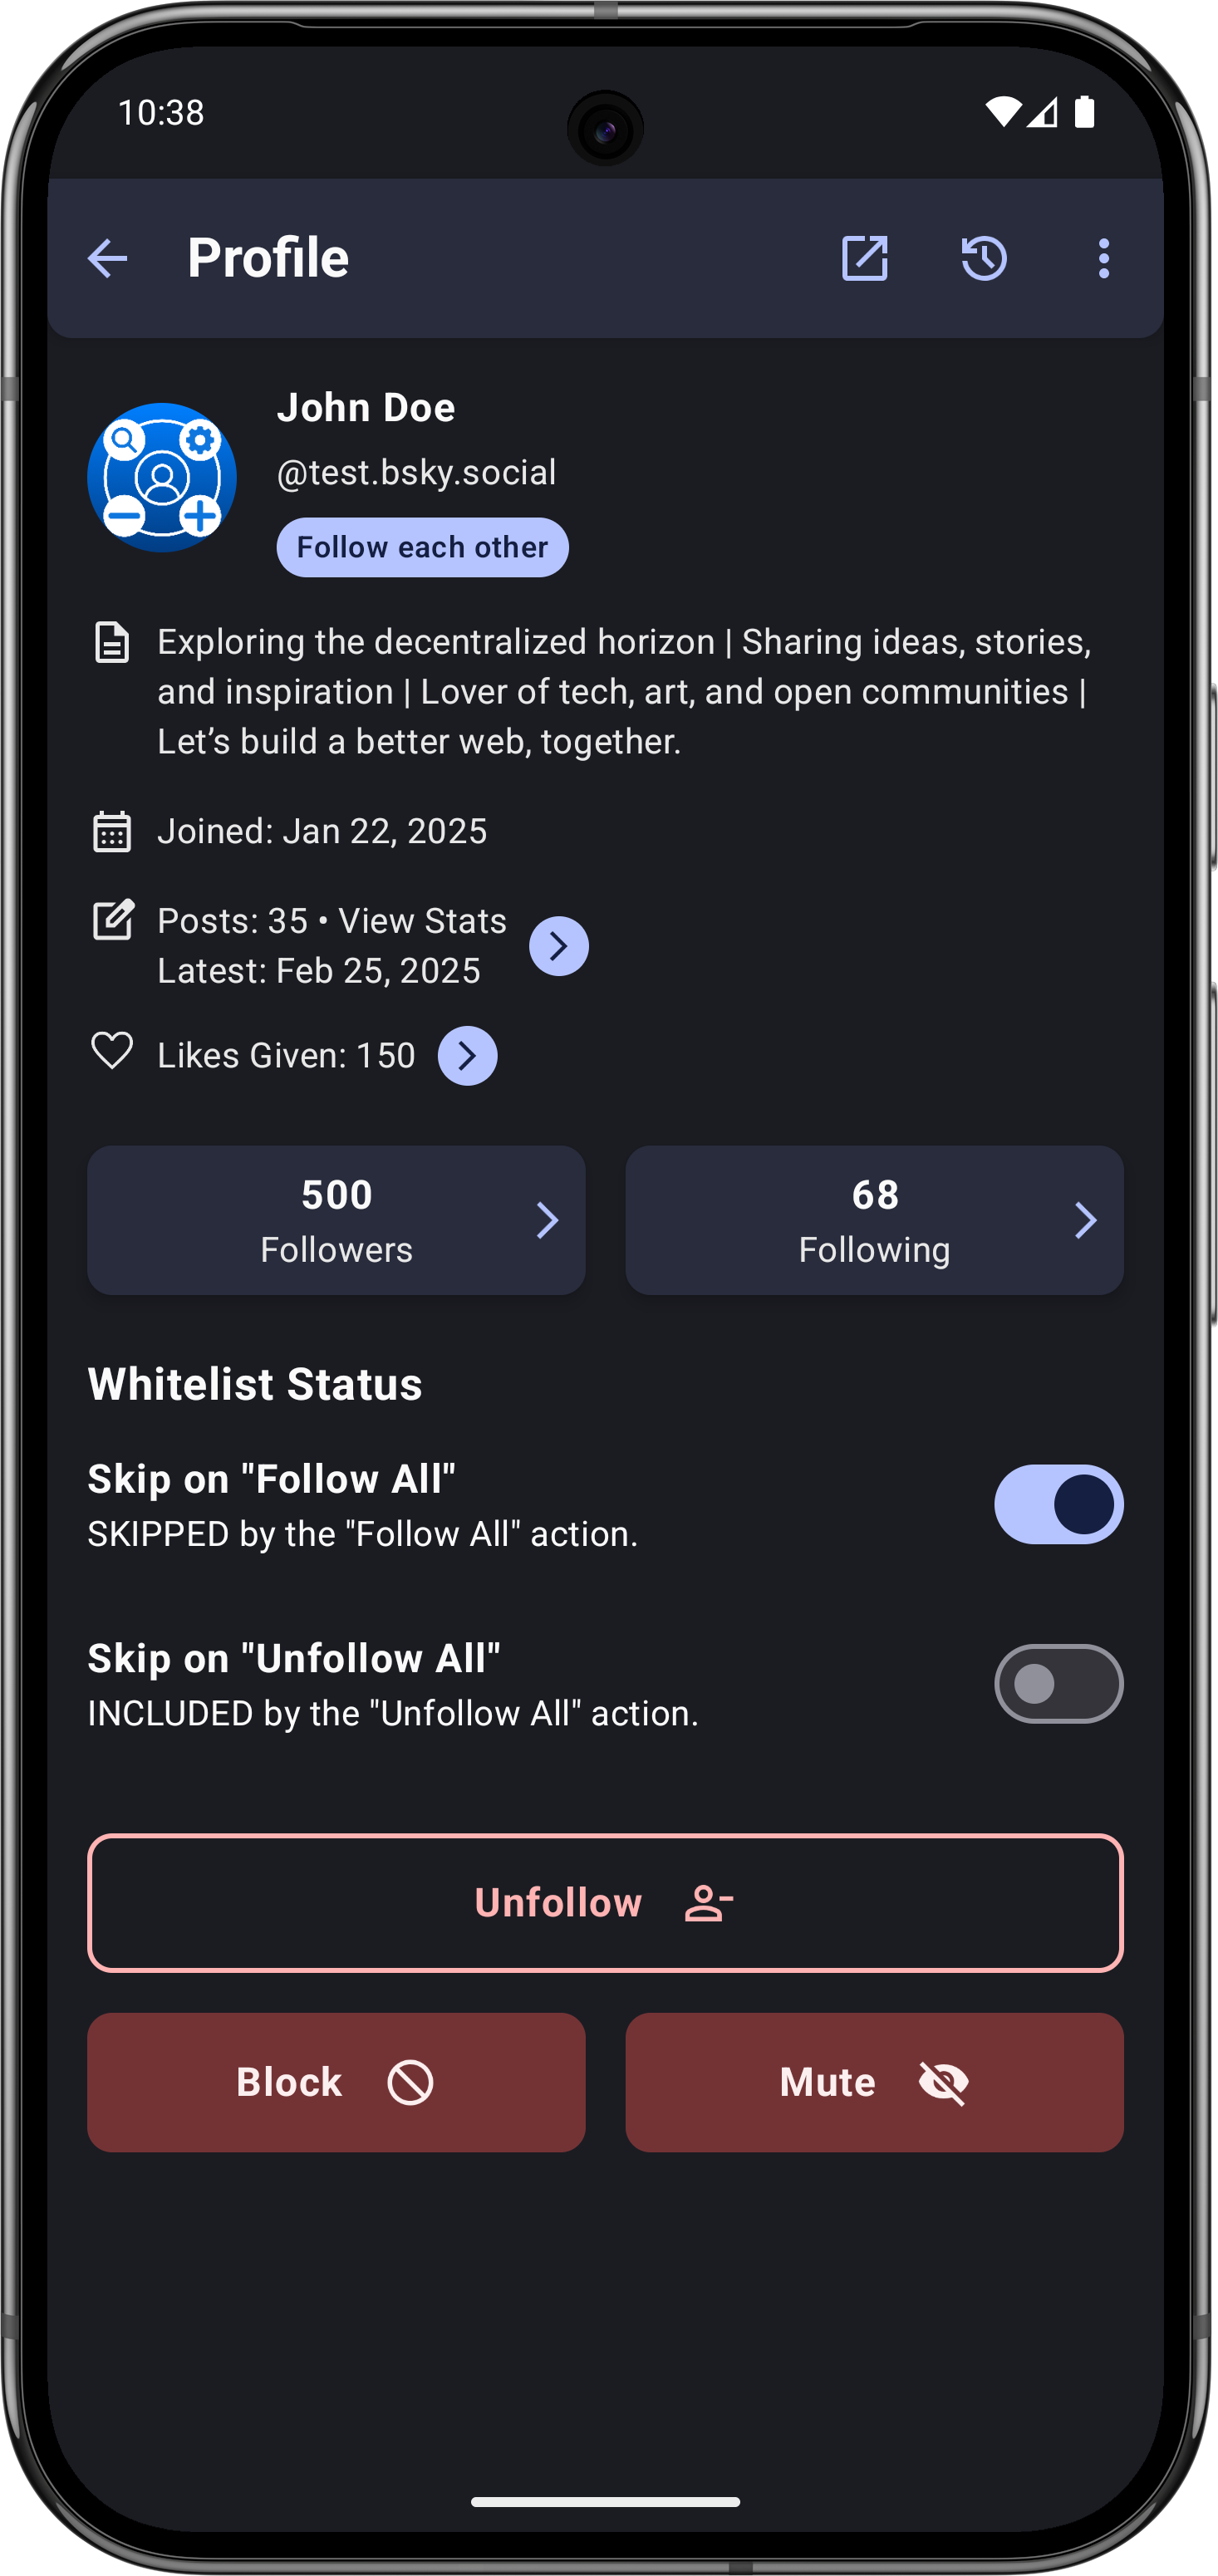 10:38
Profile
John Doe
@test.bsky.social
Follow each other
Exploring the decentralized horizon | Sharing ideas, stories,
and inspiration | Lover of tech, art, and open communities |
Let’s build a better web, together.
Joined: Jan 22, 2025
Posts: 35 • View Stats
Latest: Feb 25, 2025
Likes Given: 150
500
Followers
68
Following
Whitelist Status
Skip on "Follow All"
SKIPPED by the "Follow All" action.
Skip on "Unfollow All"
INCLUDED by the "Unfollow All" action.
Unfollow
Block
Mute